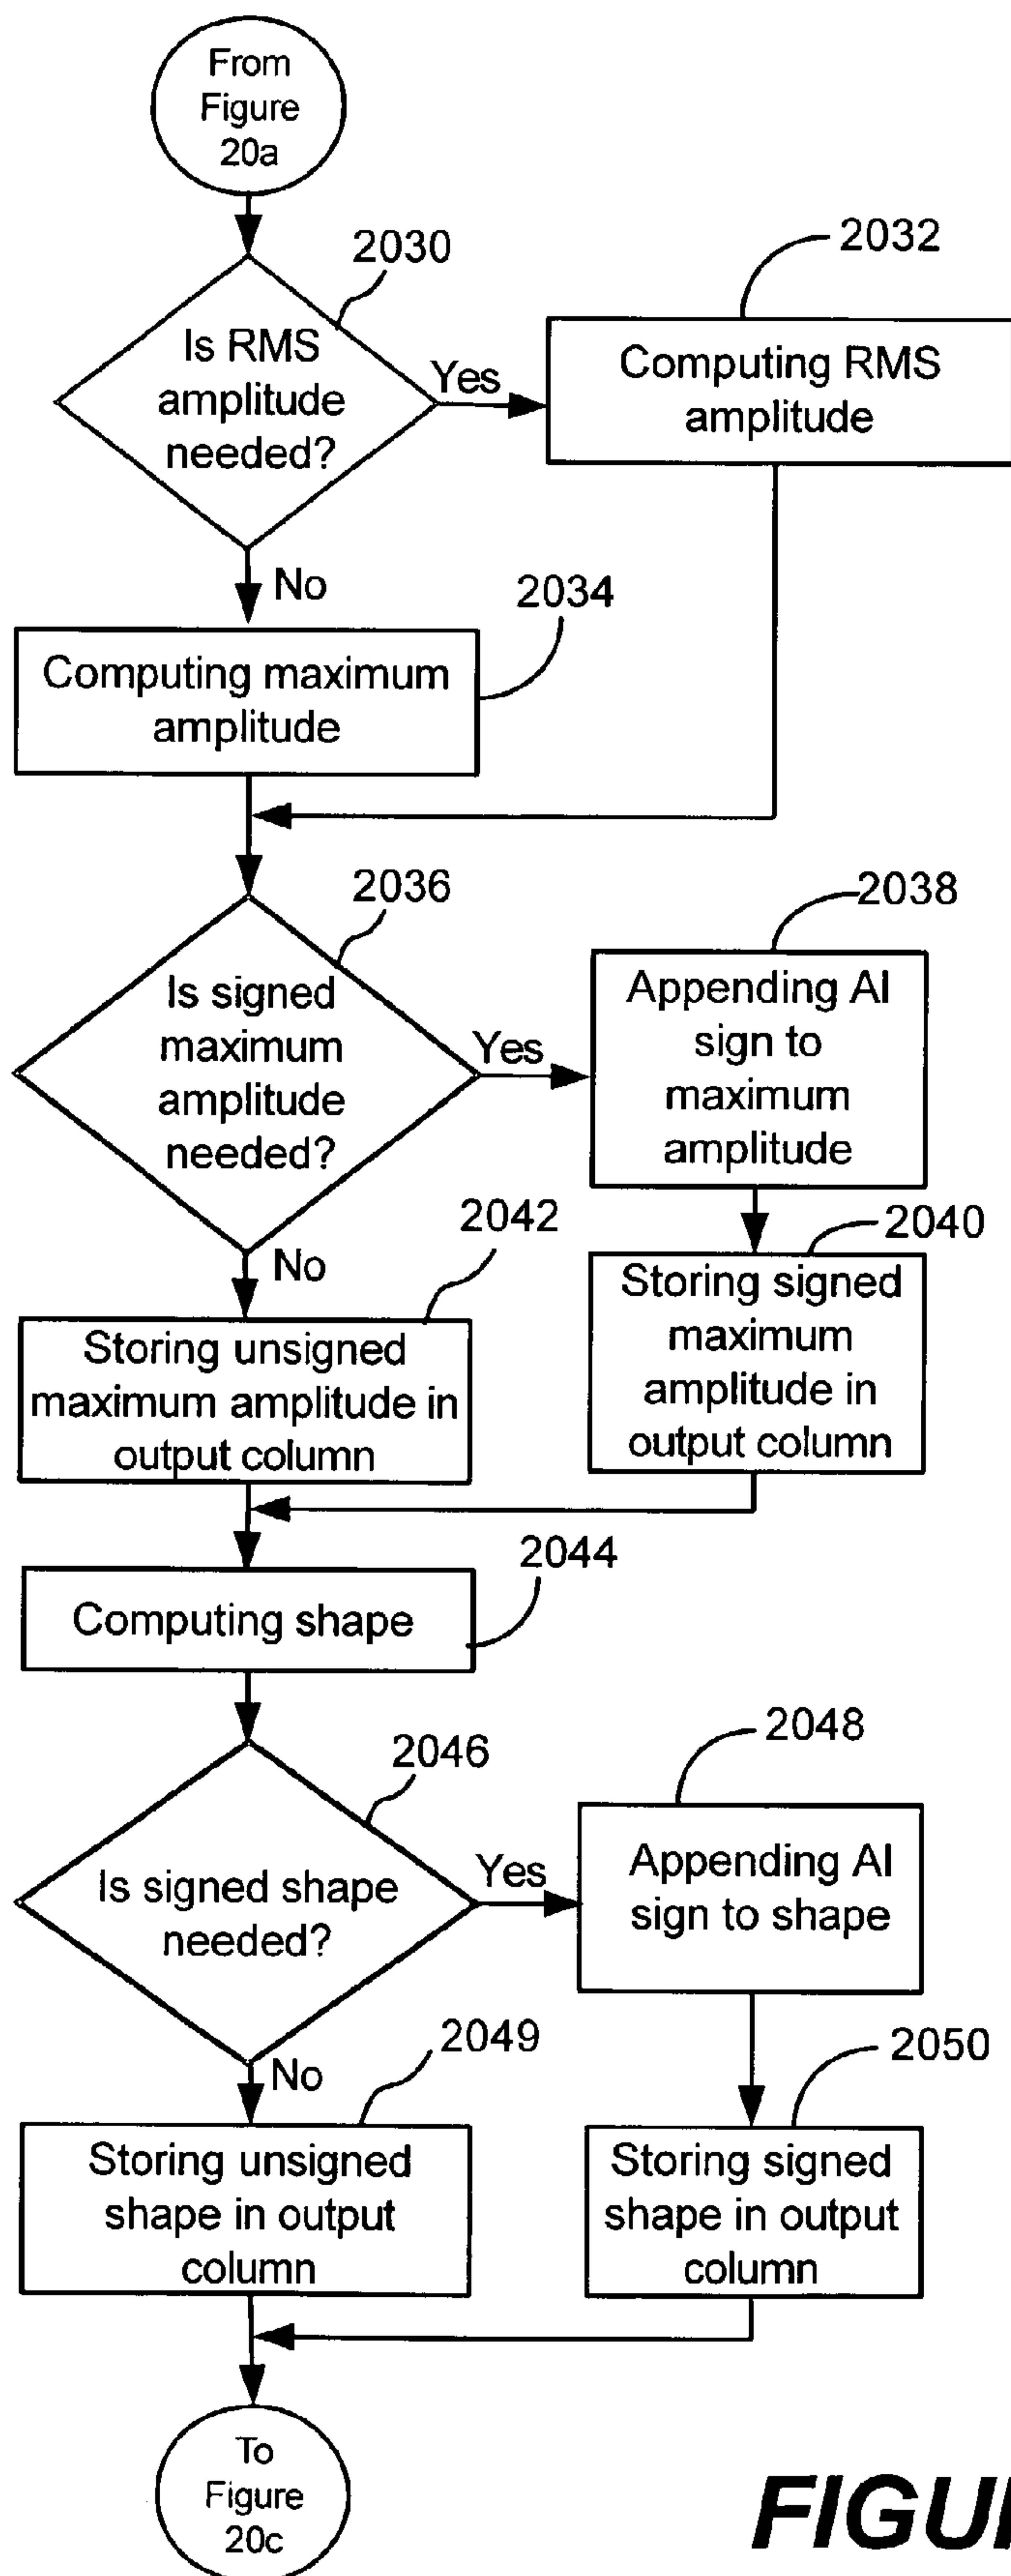 From
Figure
20a
2030
2032
Is RMS
amplitude
needed?
Yes
Computing RMS
amplitude
No
2034
Computing maximum
amplitude
2036
2038
Is signed
maximum
amplitude
needed?
Yes
Appending AI
sign to
maximum
amplitude
No
2042
2040
Storing unsigned
maximum amplitude in
output column
Storing signed
maximum
amplitude in
output column
2044
Computing shape
2046
2048
Is signed shape
needed?
Yes
Appending AI
sign to shape
No
2049
2050
Storing unsigned
shape in output
column
Storing signed
shape in output
column
To
Figure
20c